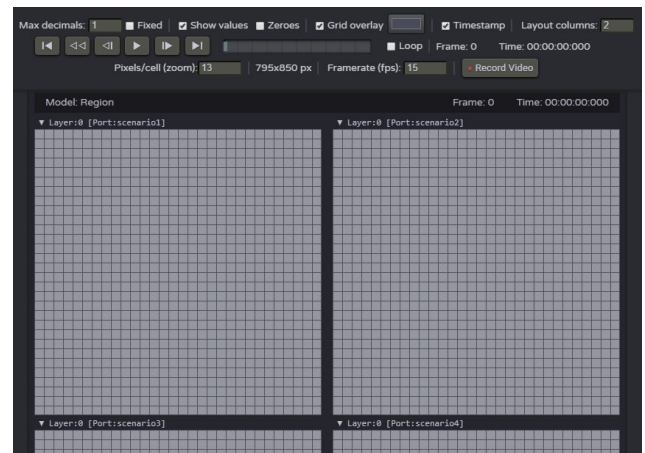 Max decimals: 1 Fixed Show values Zeroes Grid overlay Timestamp Layout columns: 2
Loop Frame: 0 Time: 00:00:00:000
Pixels/cell (zoom): 13 795x850 px Framerate (fps): 15 Record Video
Model: Region Frame: 0 Time: 00:00:00:000
▼ Layer:0 [Port:scenario1] ▼ Layer:0 [Port:scenario2]
▼ Layer:0 [Port:scenario3] ▼ Layer:0 [Port:scenario4]